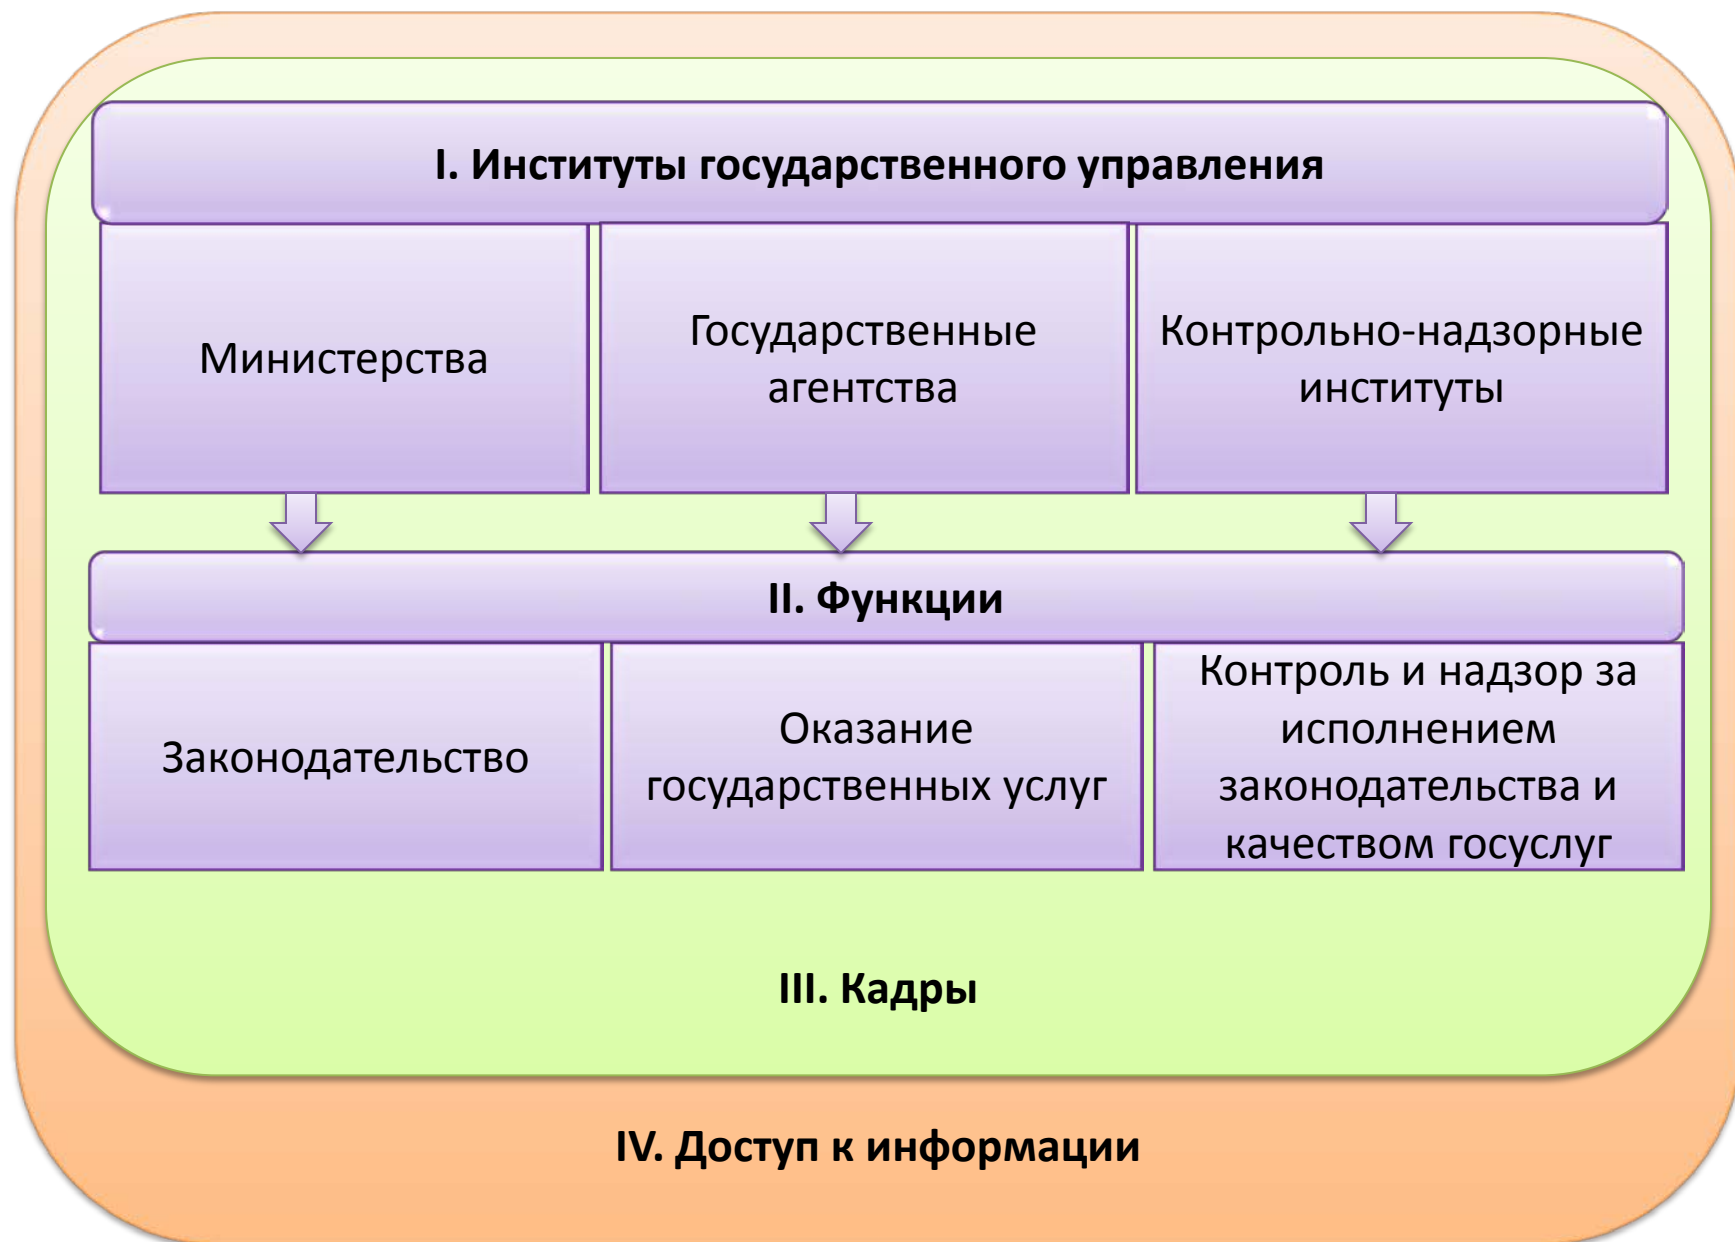 I. Институты государственного управления
Министерства
Государственные
агентства
Контрольно-надзорные
институты
II. Функции
Законодательство
Оказание
государственных услуг
Контроль и надзор за
исполнением
законодательства и
качеством госуслуг
III. Кадры
IV. Доступ к информации